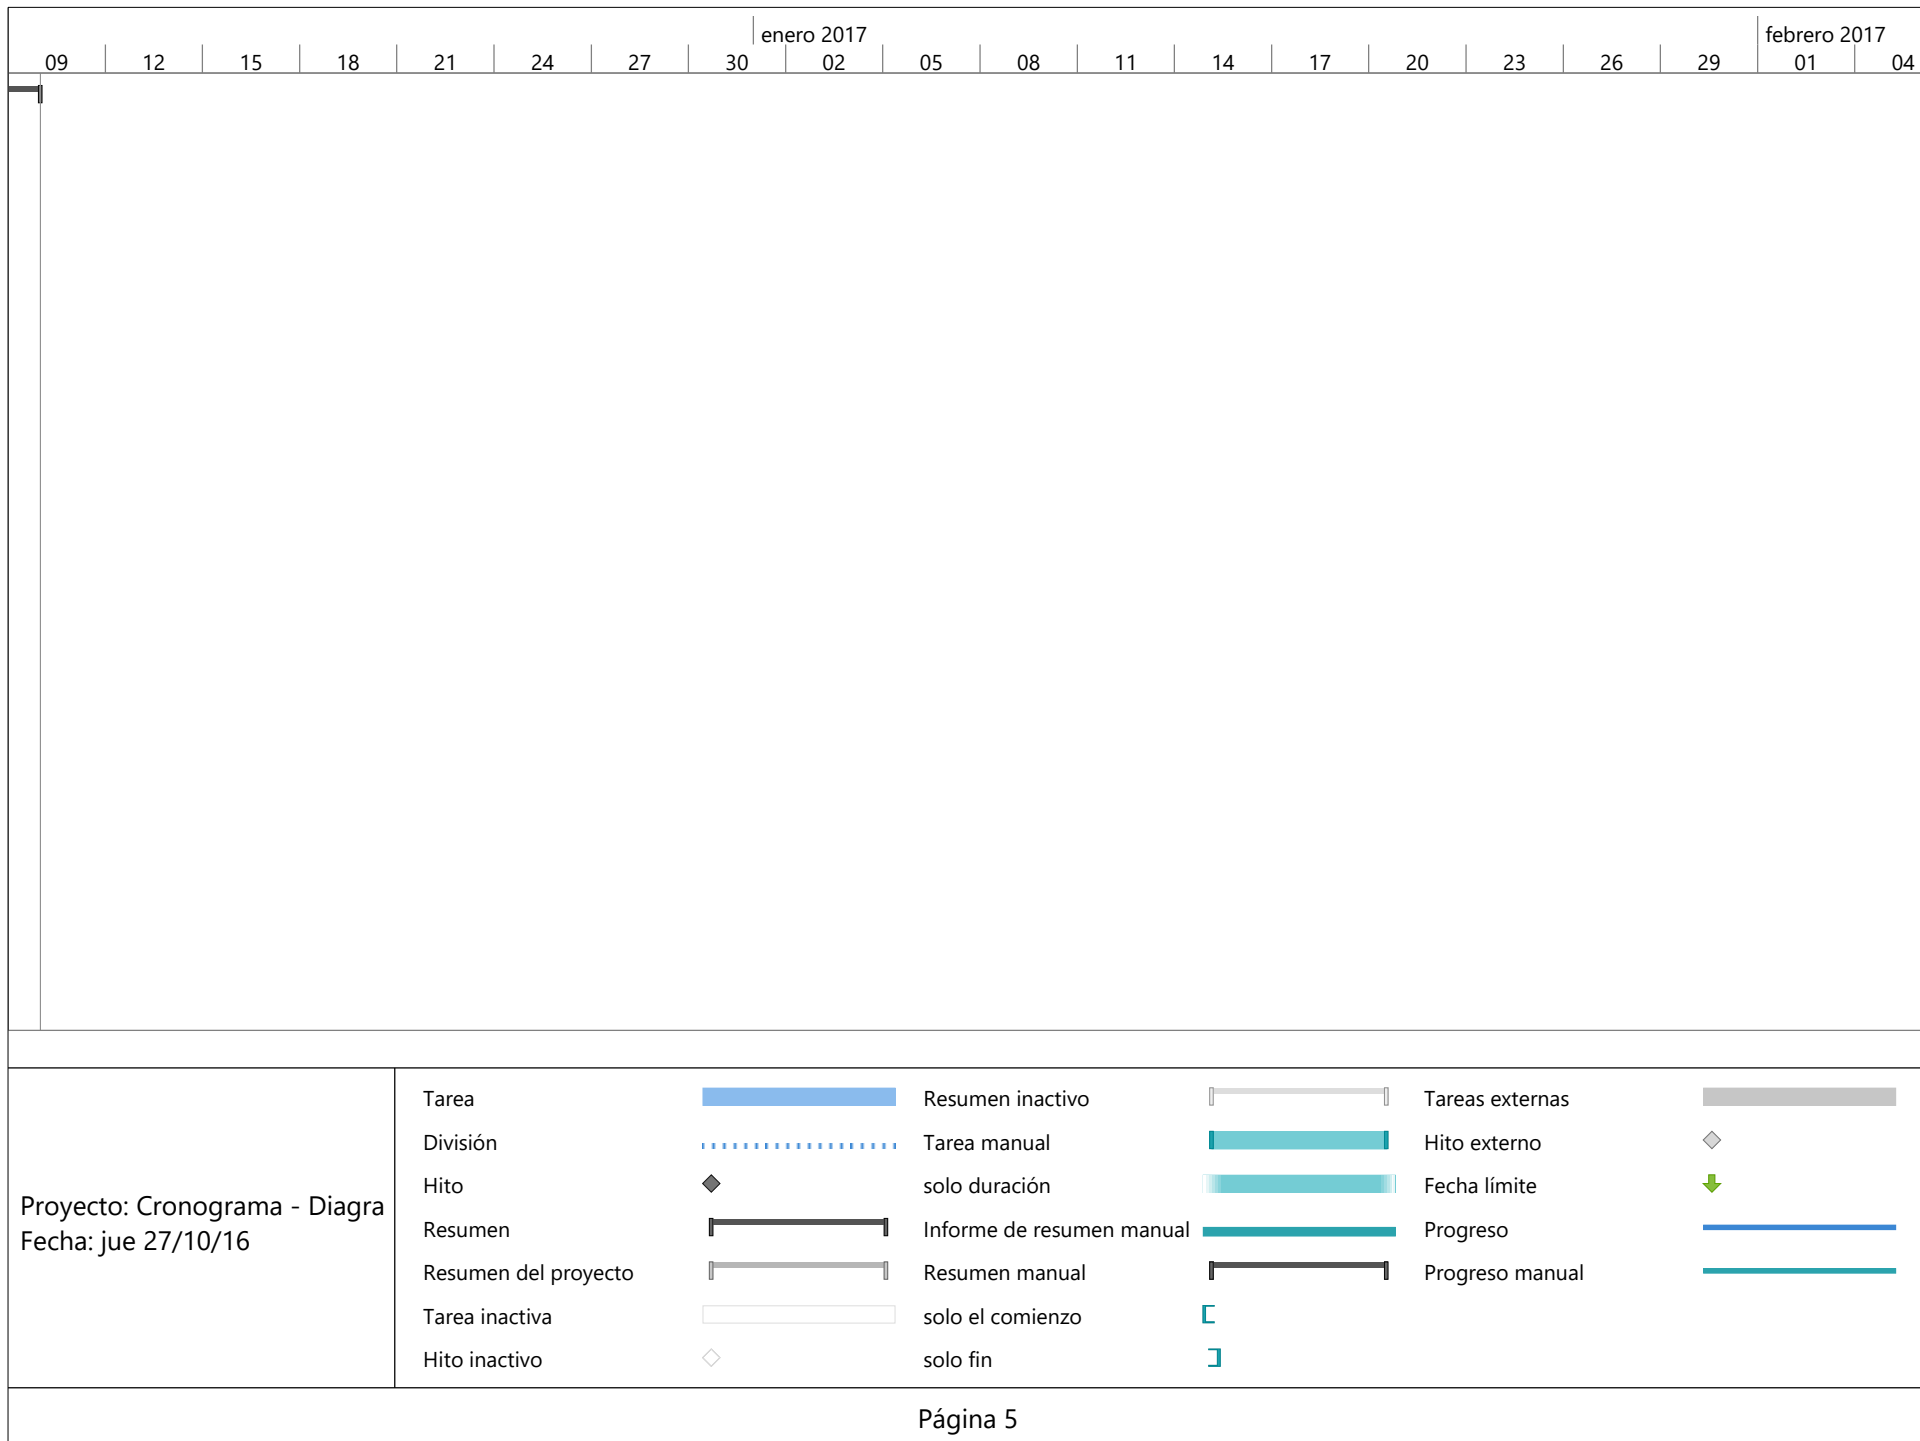 enero 2017 febrero 2017
09 12 15 18 21 24 27 30 02 05 08 11 14 17 20 23 26 29 01 04
Proyecto: Cronograma - Diagra
Fecha: jue 27/10/16
Tarea
División
Hito
Resumen
Resumen del proyecto
Tarea inactiva
Hito inactivo
Resumen inactivo
Tarea manual
solo duración
Informe de resumen manual
Resumen manual
solo el comienzo
solo fin
Tareas externas
Hito externo
Fecha límite
Progreso
Progreso manual
Página 5